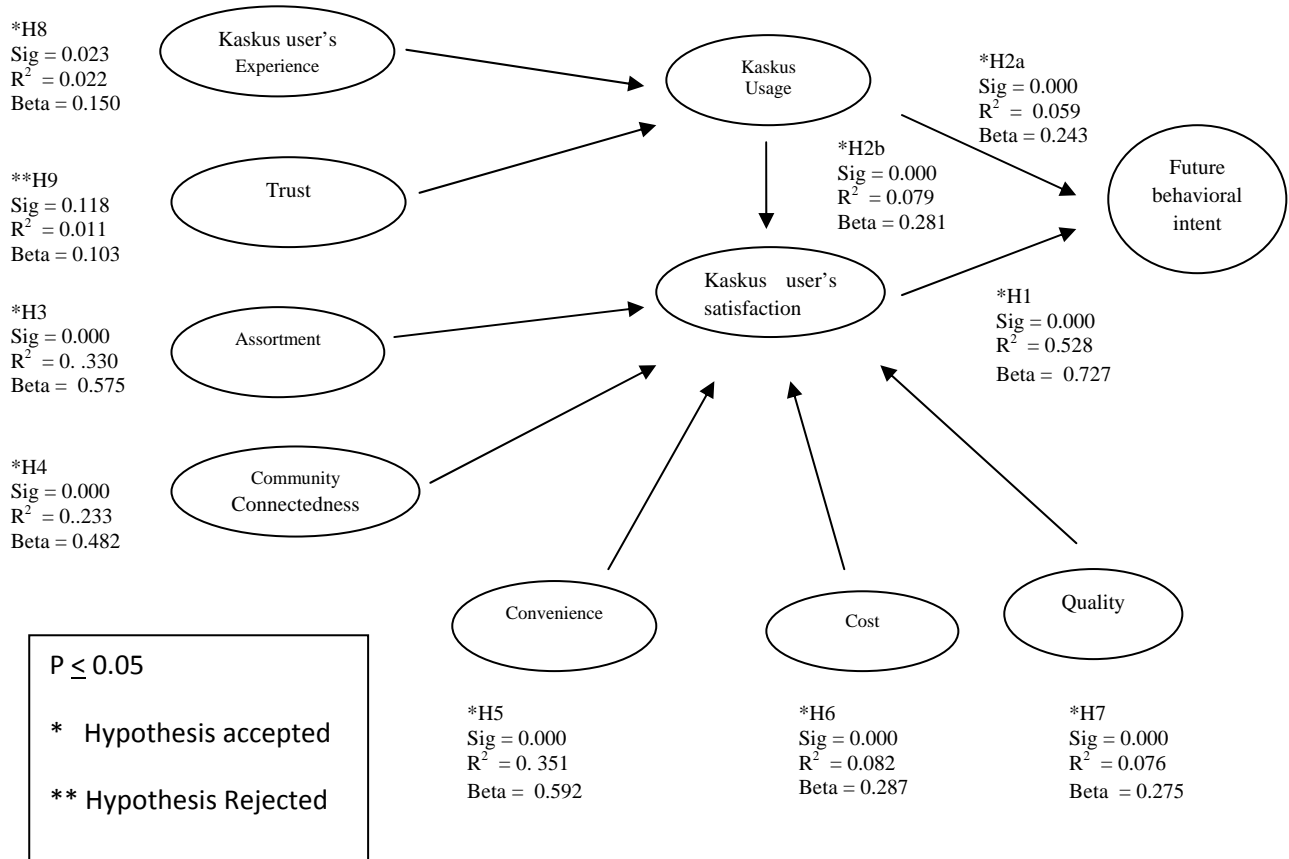 *H8
Sig = 0.023
R² = 0.022
Beta = 0.150
Kaskus user's
Experience
Kaskus
Usage
*H2a
Sig = 0.000
R² = 0.059
Beta = 0.243
*H2b
Sig = 0.000
R² = 0.079
Beta = 0.281
Future
behavioral
intent
**H9
Sig = 0.118
R² = 0.011
Beta = 0.103
Trust
Kaskus user's
satisfaction
*H1
Sig = 0.000
R² = 0.528
Beta = 0.727
*H3
Sig = 0.000
R² = 0. .330
Beta = 0.575
Assortment
*H4
Sig = 0.000
R² = 0..233
Beta = 0.482
Community
Connectedness
Convenience
Cost
Quality
*H5
Sig = 0.000
R² = 0. 351
Beta = 0.592
*H6
Sig = 0.000
R² = 0.082
Beta = 0.287
*H7
Sig = 0.000
R² = 0.076
Beta = 0.275
P ≤ 0.05
* Hypothesis accepted
** Hypothesis Rejected